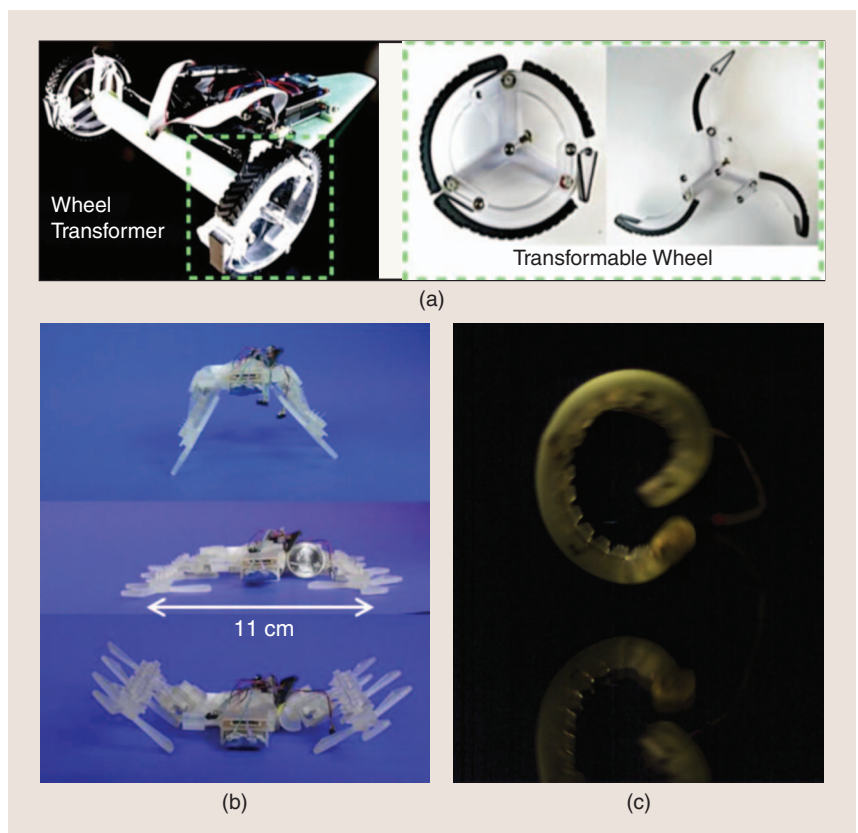 Wheel
Transformer
Transformable Wheel
(a)
11 cm
(b)
(c)